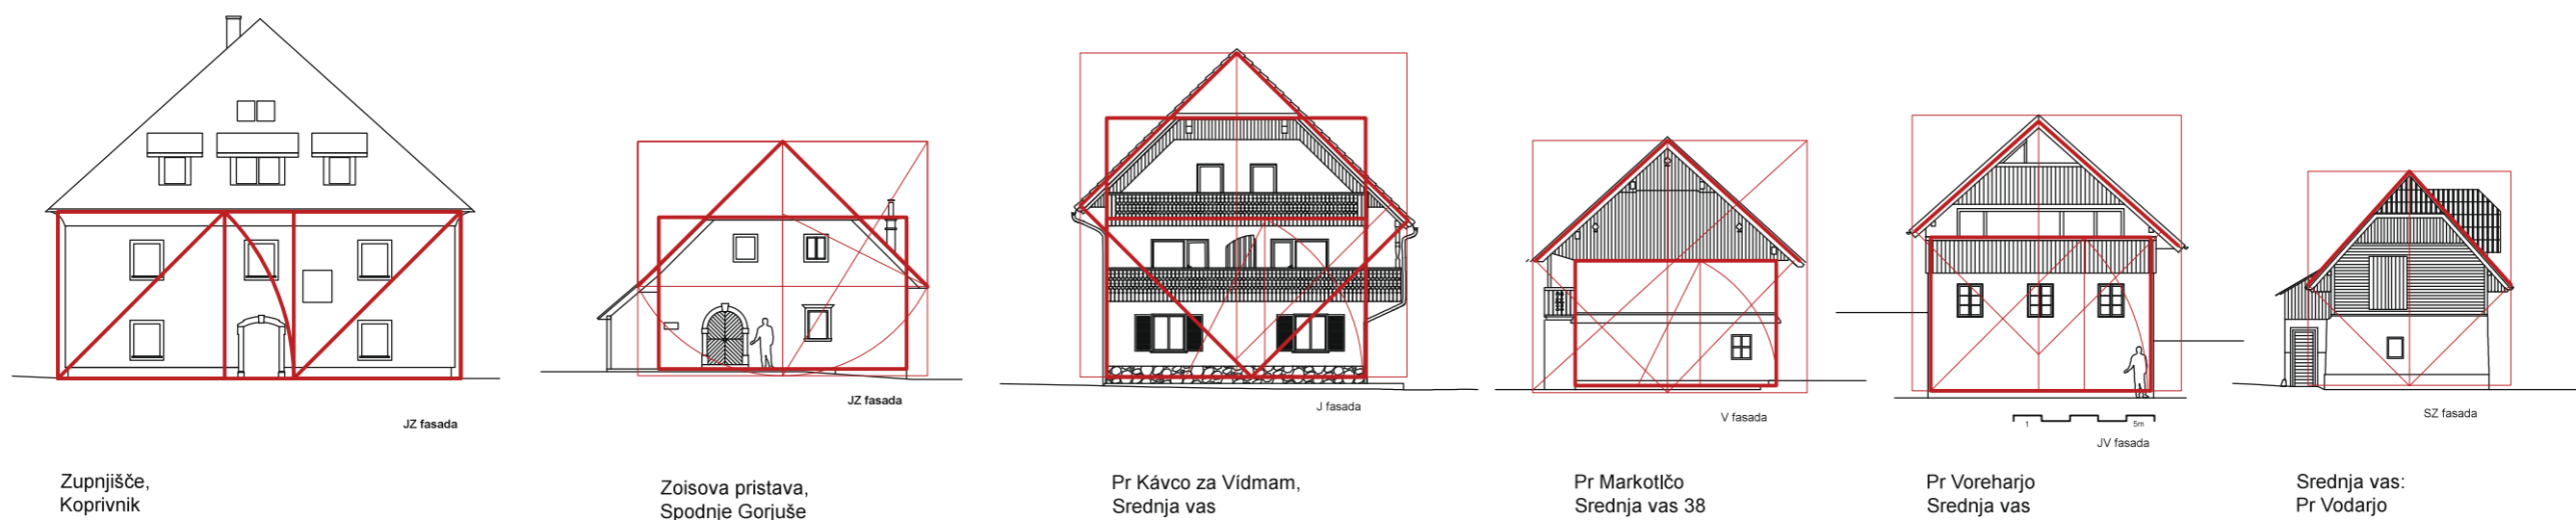 JZ fasada
Zupnjišče,
Koprivnik
JZ fasada
Zoisova pristava,
Spodnje Gorjuše
J fasada
Pr Kávco za Vídmam,
Srednja vas
V fasada
Pr Markotlčo
Srednja vas 38
1 5m
JV fasada
Pr Voreharjo
Srednja vas
SZ fasada
Srednja vas:
Pr Vodarjo